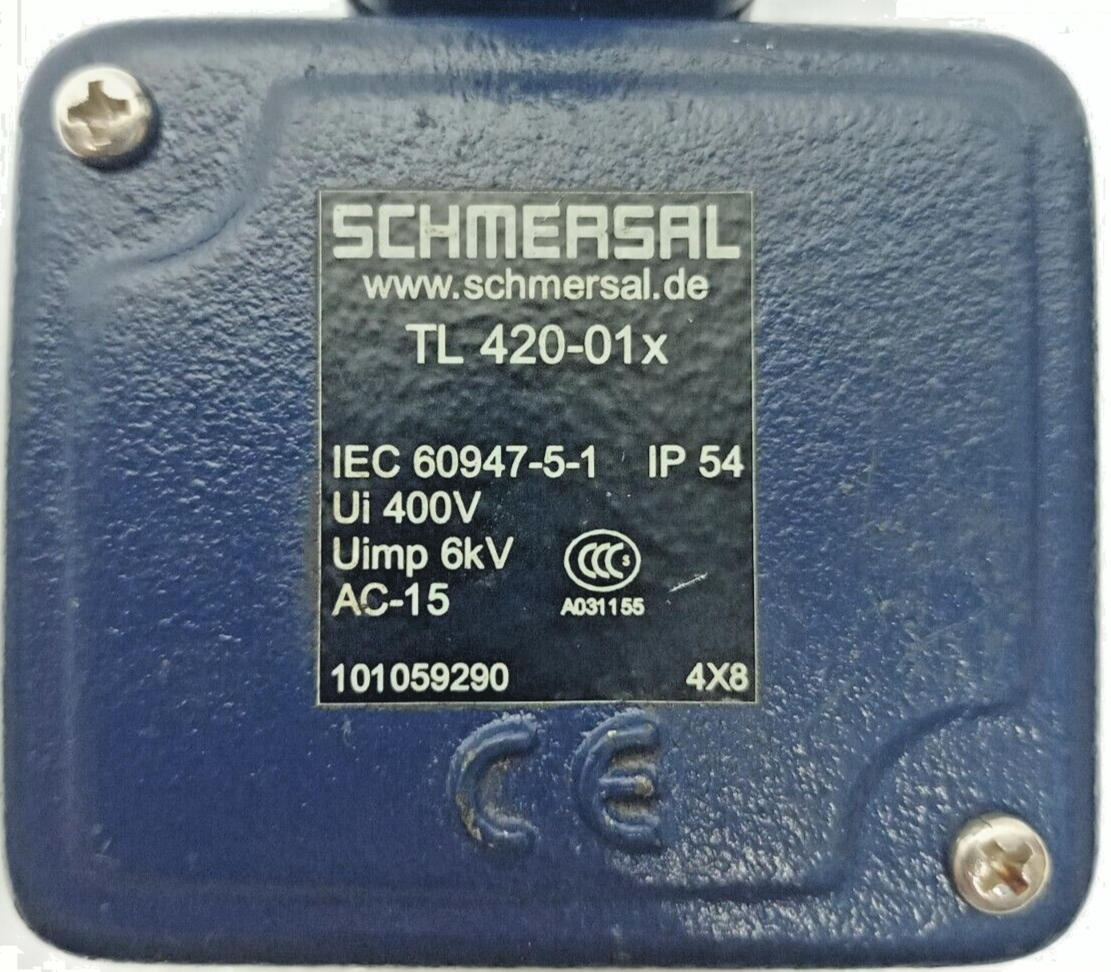 SCHMERSAL
www.schmersal.de
TL 420-01x
IEC 60947-5-1 IP 54
Ui 400V
Uimp 6kV
CCC S
AC-15
A031155
101059290 4X8
CE